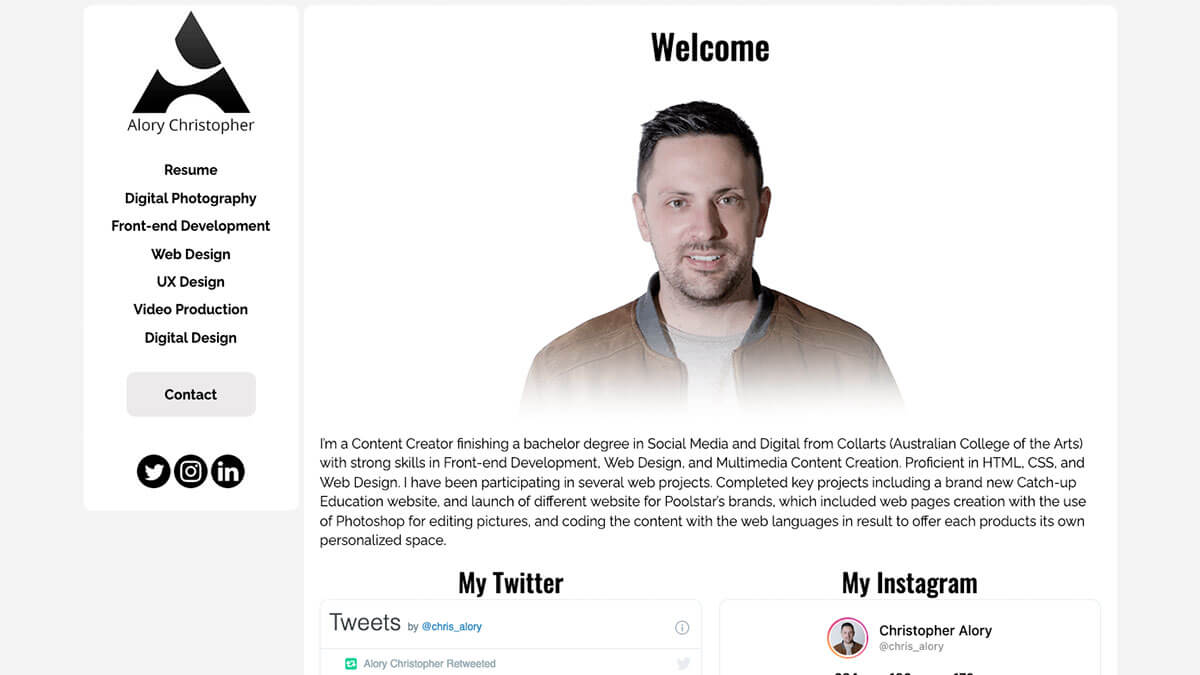 Alory Christopher
Resume
Digital Photography
Front-end Development
Web Design
UX Design
Video Production
Digital Design
Contact
Welcome
I'm a Content Creator finishing a bachelor degree in Social Media and Digital from Collarts (Australian College of the Arts)
with strong skills in Front-end Development, Web Design, and Multimedia Content Creation. Proficient in HTML, CSS, and
Web Design. I have been participating in several web projects. Completed key projects including a brand new Catch-up
Education website, and launch of different website for Poolstar's brands, which included web pages creation with the use
of Photoshop for editing pictures, and coding the content with the web languages in result to offer each products its own
personalized space.
My Twitter
Tweets by @chris_alory
Alory Christopher Retweeted
My Instagram
Christopher Alory
@chris_alory